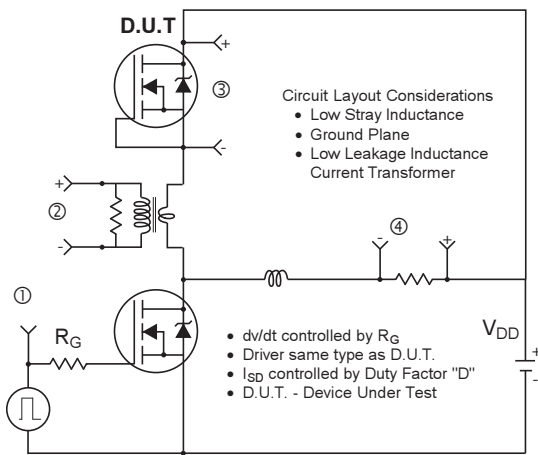 D.U.T
+
③
-
Circuit Layout Considerations
• Low Stray Inductance
• Ground Plane
• Low Leakage Inductance
Current Transformer
+
②
-
-
④
+
①
R_G
• dv/dt controlled by R_G
• Driver same type as D.U.T.
• I_SD controlled by Duty Factor "D"
• D.U.T. - Device Under Test
V_DD
+
-